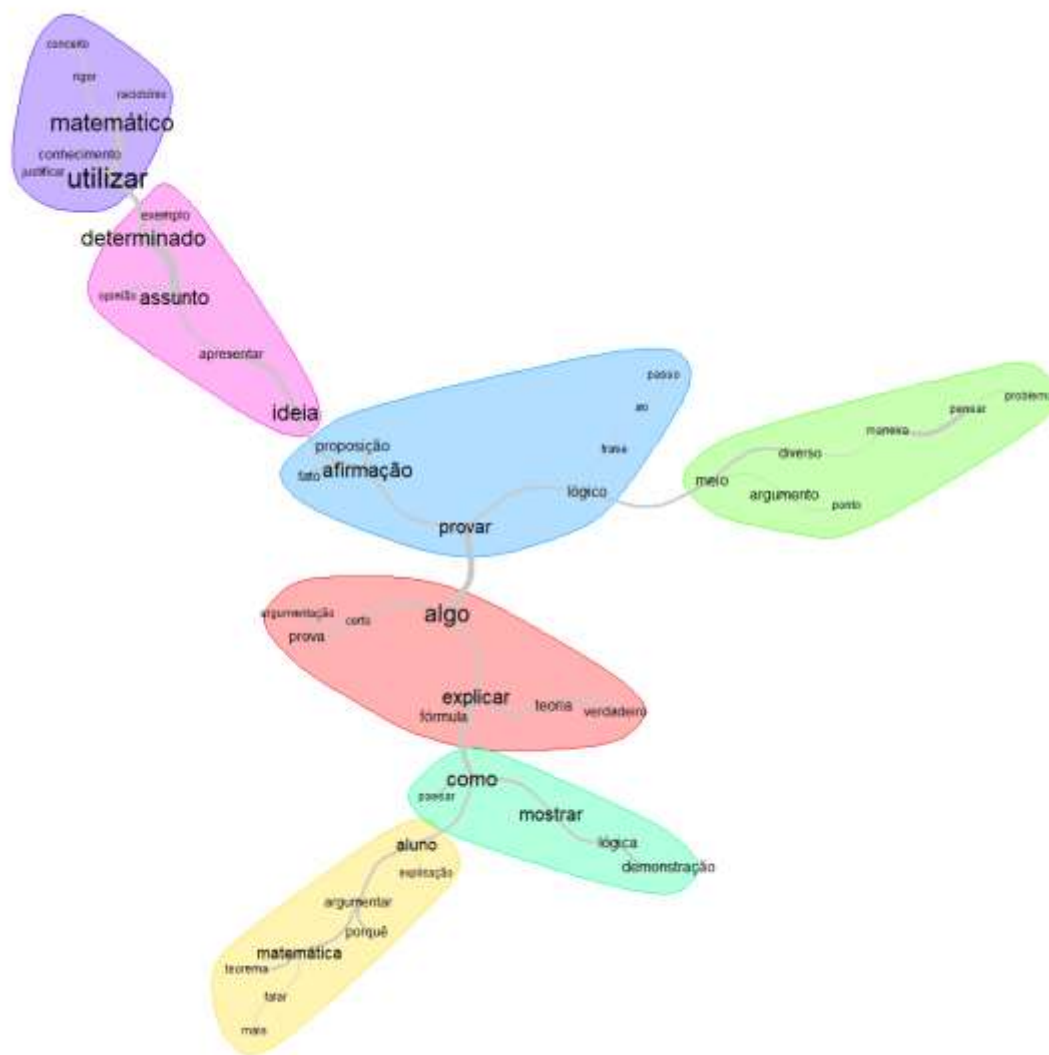 conceito
rigor
raciocínio
matemático
conhecimento
justificar
utilizar
exemplo
determinado
opinião
assunto
apresentar
ideia
passo
proposição
fato
afirmação
frase
lógico
provar
problema
pensar
maneira
diverso
meio
argumento
ponto
argumentação
certo
algo
prova
explicar
fórmula
teoria
verdadeiro
como
mostrar
lógica
demonstração
aluno
explicação
argumentar
porquê
matemática
teorema
falar
mais